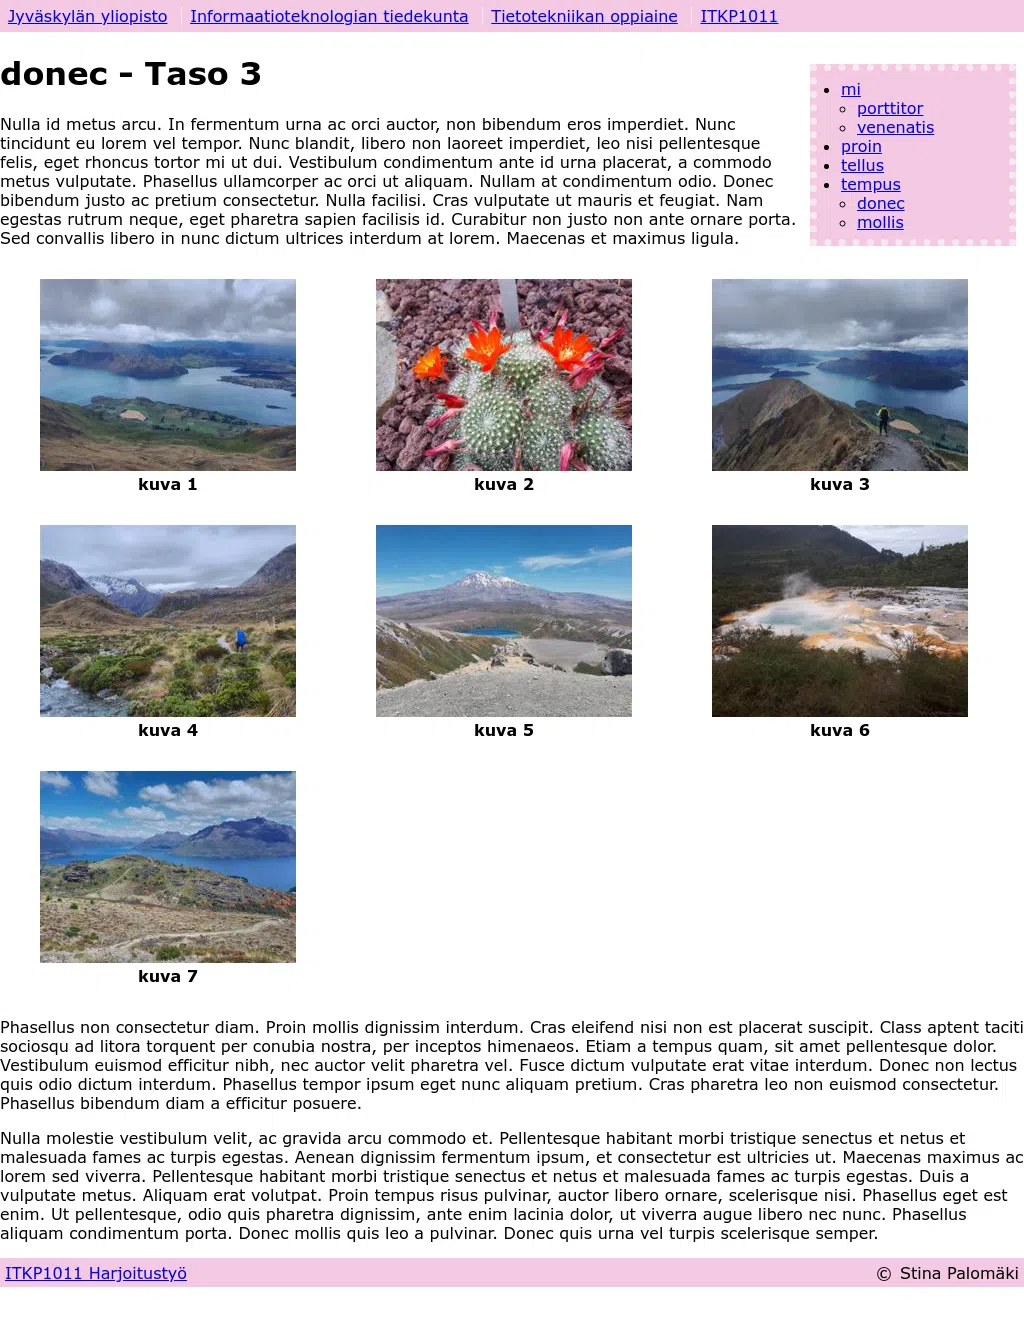 Jyväskylän yliopisto Informaatioteknologian tiedekunta Tietotekniikan oppiaine ITKP1011
donec - Taso 3
Nulla id metus arcu. In fermentum urna ac orci auctor, non bibendum eros imperdiet. Nunc
tincidunt eu lorem vel tempor. Nunc blandit, libero non laoreet imperdiet, leo nisi pellentesque
felis, eget rhoncus tortor mi ut dui. Vestibulum condimentum ante id urna placerat, a commodo
metus vulputate. Phasellus ullamcorper ac orci ut aliquam. Nullam at condimentum odio. Donec
bibendum justo ac pretium consectetur. Nulla facilisi. Cras vulputate ut mauris et feugiat. Nam
egestas rutrum neque, eget pharetra sapien facilisis id. Curabitur non justo non ante ornare porta.
Sed convallis libero in nunc dictum ultrices interdum at lorem. Maecenas et maximus ligula.
mi
porttitor
venenatis
proin
tellus
tempus
donec
mollis
kuva 1
kuva 2
kuva 3
kuva 4
kuva 5
kuva 6
kuva 7
Phasellus non consectetur diam. Proin mollis dignissim interdum. Cras eleifend nisi non est placerat suscipit. Class aptent taciti
sociosqu ad litora torquent per conubia nostra, per inceptos himenaeos. Etiam a tempus quam, sit amet pellentesque dolor.
Vestibulum euismod efficitur nibh, nec auctor velit pharetra vel. Fusce dictum vulputate erat vitae interdum. Donec non lectus
quis odio dictum interdum. Phasellus tempor ipsum eget nunc aliquam pretium. Cras pharetra leo non euismod consectetur.
Phasellus bibendum diam a efficitur posuere.
Nulla molestie vestibulum velit, ac gravida arcu commodo et. Pellentesque habitant morbi tristique senectus et netus et
malesuada fames ac turpis egestas. Aenean dignissim fermentum ipsum, et consectetur est ultricies ut. Maecenas maximus ac
lorem sed viverra. Pellentesque habitant morbi tristique senectus et netus et malesuada fames ac turpis egestas. Duis a
vulputate metus. Aliquam erat volutpat. Proin tempus risus pulvinar, auctor libero ornare, scelerisque nisi. Phasellus eget est
enim. Ut pellentesque, odio quis pharetra dignissim, ante enim lacinia dolor, ut viverra augue libero nec nunc. Phasellus
aliquam condimentum porta. Donec mollis quis leo a pulvinar. Donec quis urna vel turpis scelerisque semper.
ITKP1011 Harjoitustyö © Stina Palomäki